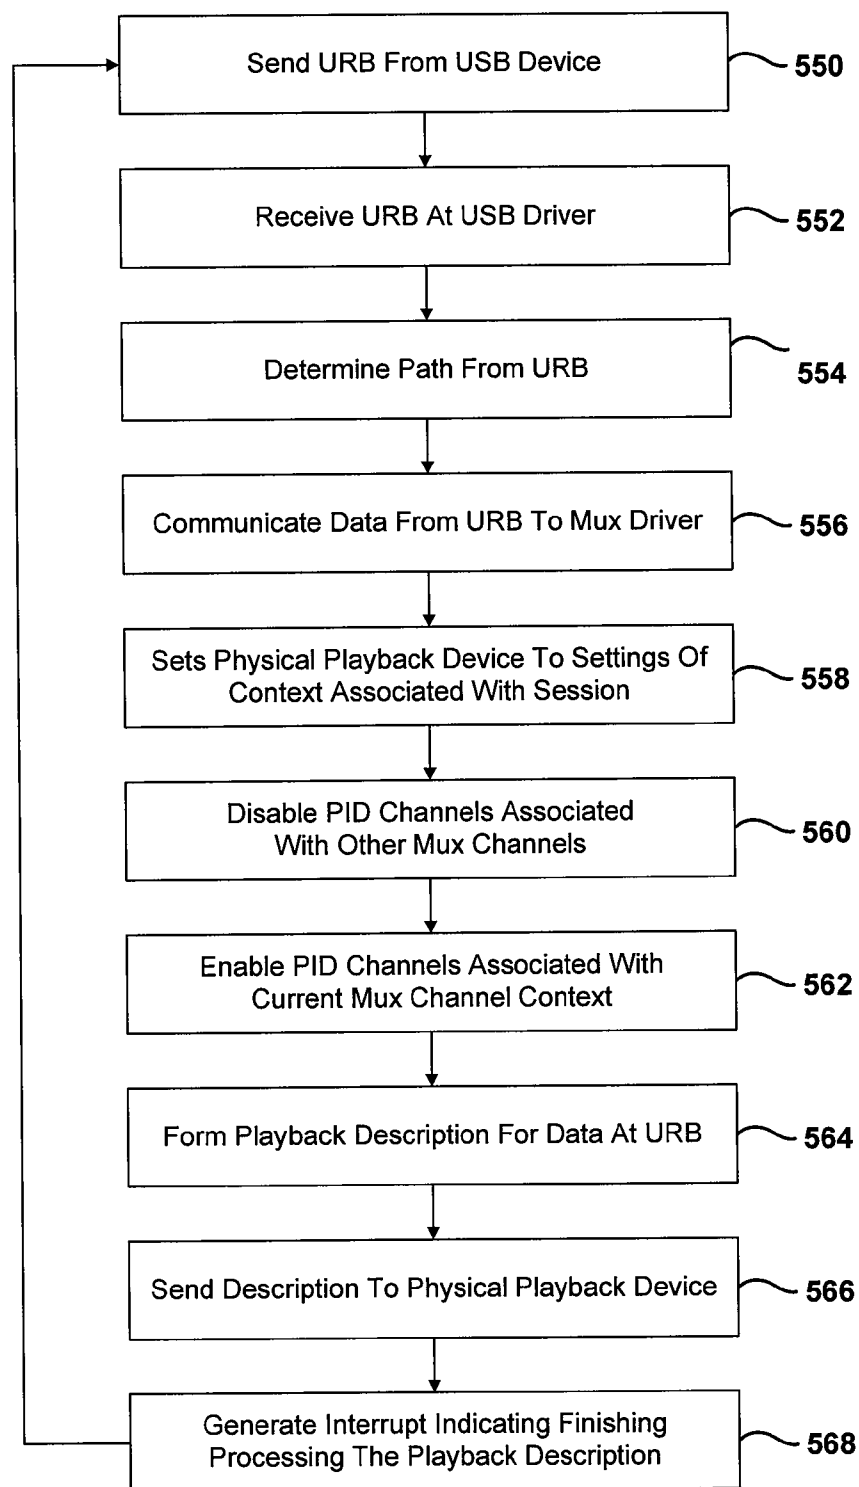 Send URB From USB Device
550
Receive URB At USB Driver
552
Determine Path From URB
554
Communicate Data From URB To Mux Driver
556
Sets Physical Playback Device To Settings Of
Context Associated With Session
558
Disable PID Channels Associated
With Other Mux Channels
560
Enable PID Channels Associated With
Current Mux Channel Context
562
Form Playback Description For Data At URB
564
Send Description To Physical Playback Device
566
Generate Interrupt Indicating Finishing
Processing The Playback Description
568